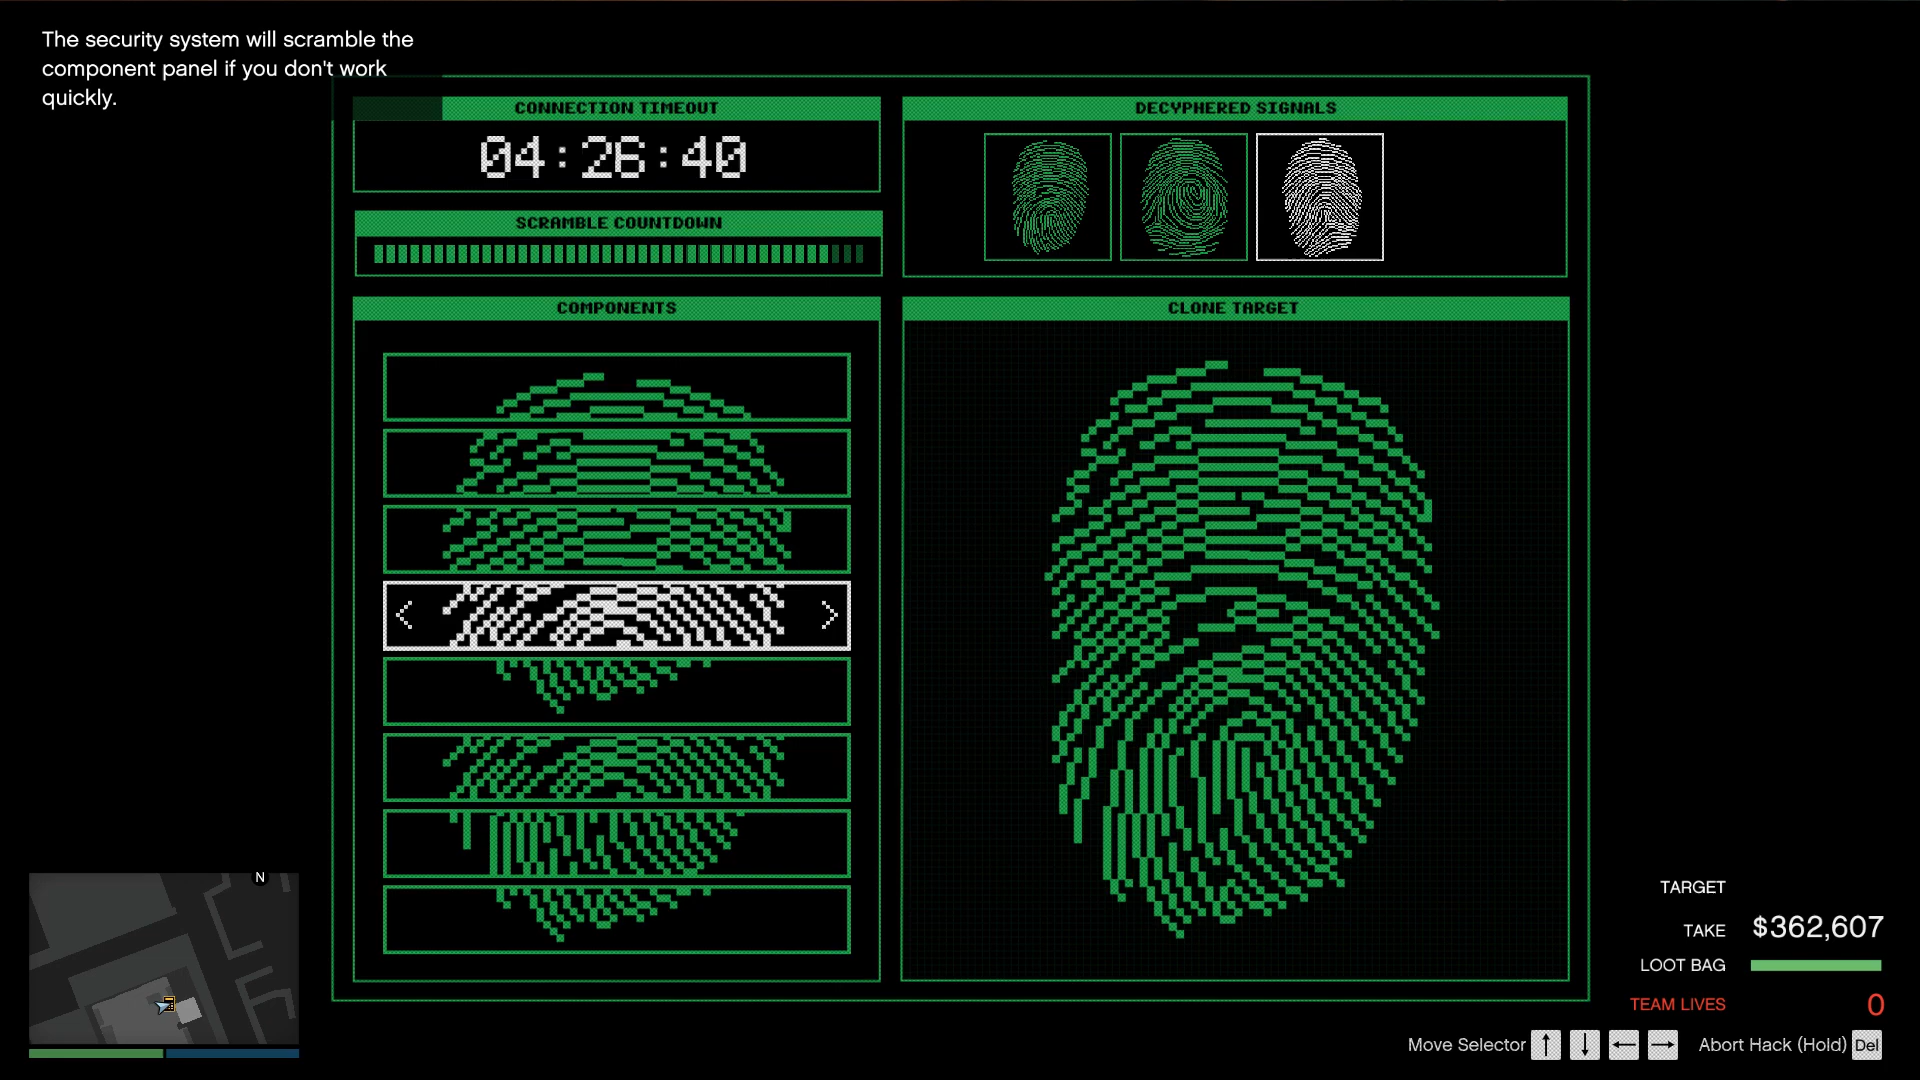 The security system will scramble the
component panel if you don't work
quickly.
CONNECTION TIMEOUT
04:26:40
DECYPHERED SIGNALS
SCRAMBLE COUNTDOWN
COMPONENTS
CLONE TARGET
N
TARGET
TAKE $362,607
LOOT BAG
TEAM LIVES 0
Move Selector ↑ ↓ ← → Abort Hack (Hold) Del